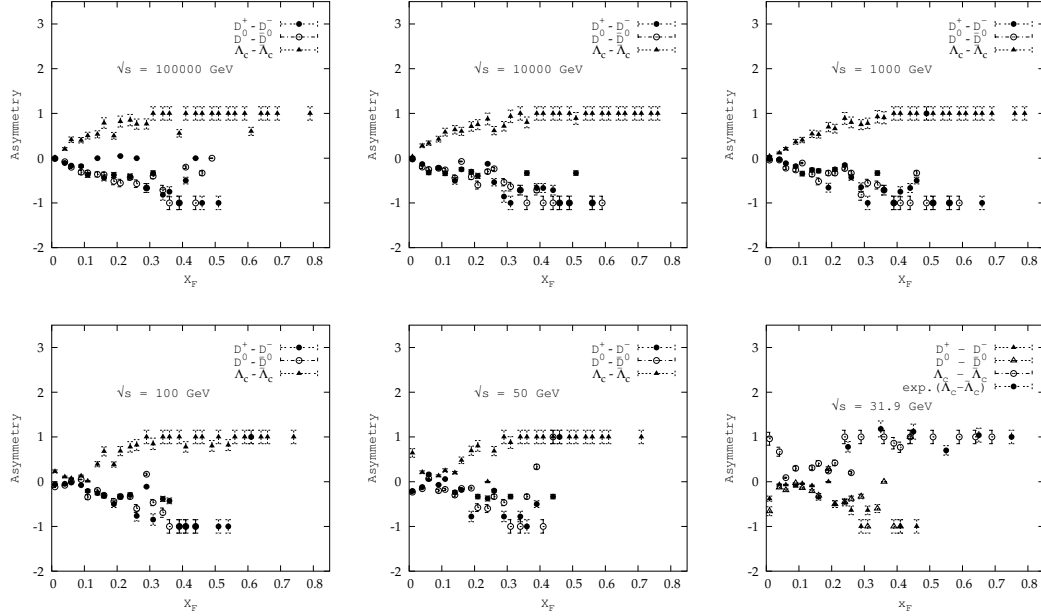 Asymmetry
3
2
1
0
-1
-2
D⁺-D⁻
D⁰-D̄⁰
Λc-Λ̄c
√s = 100000 GeV
0 0.1 0.2 0.3 0.4 0.5 0.6 0.7 0.8
X_F
Asymmetry
3
2
1
0
-1
-2
D⁺-D⁻
D⁰-D̄⁰
Λc-Λ̄c
√s = 10000 GeV
0 0.1 0.2 0.3 0.4 0.5 0.6 0.7 0.8
X_F
Asymmetry
3
2
1
0
-1
-2
D⁺-D⁻
D⁰-D̄⁰
Λc-Λ̄c
√s = 1000 GeV
0 0.1 0.2 0.3 0.4 0.5 0.6 0.7 0.8
X_F
Asymmetry
3
2
1
0
-1
-2
D⁺-D⁻
D⁰-D̄⁰
Λc-Λ̄c
√s = 100 GeV
0 0.1 0.2 0.3 0.4 0.5 0.6 0.7 0.8
X_F
Asymmetry
3
2
1
0
-1
-2
D⁺-D⁻
D⁰-D̄⁰
Λc-Λ̄c
√s = 50 GeV
0 0.1 0.2 0.3 0.4 0.5 0.6 0.7 0.8
X_F
Asymmetry
3
2
1
0
-1
-2
D⁺ - D⁻
D⁰ - D̄⁰
Λc - Λ̄c
exp.(Λc-Λ̄c)
√s = 31.9 GeV
0 0.1 0.2 0.3 0.4 0.5 0.6 0.7 0.8
x_F